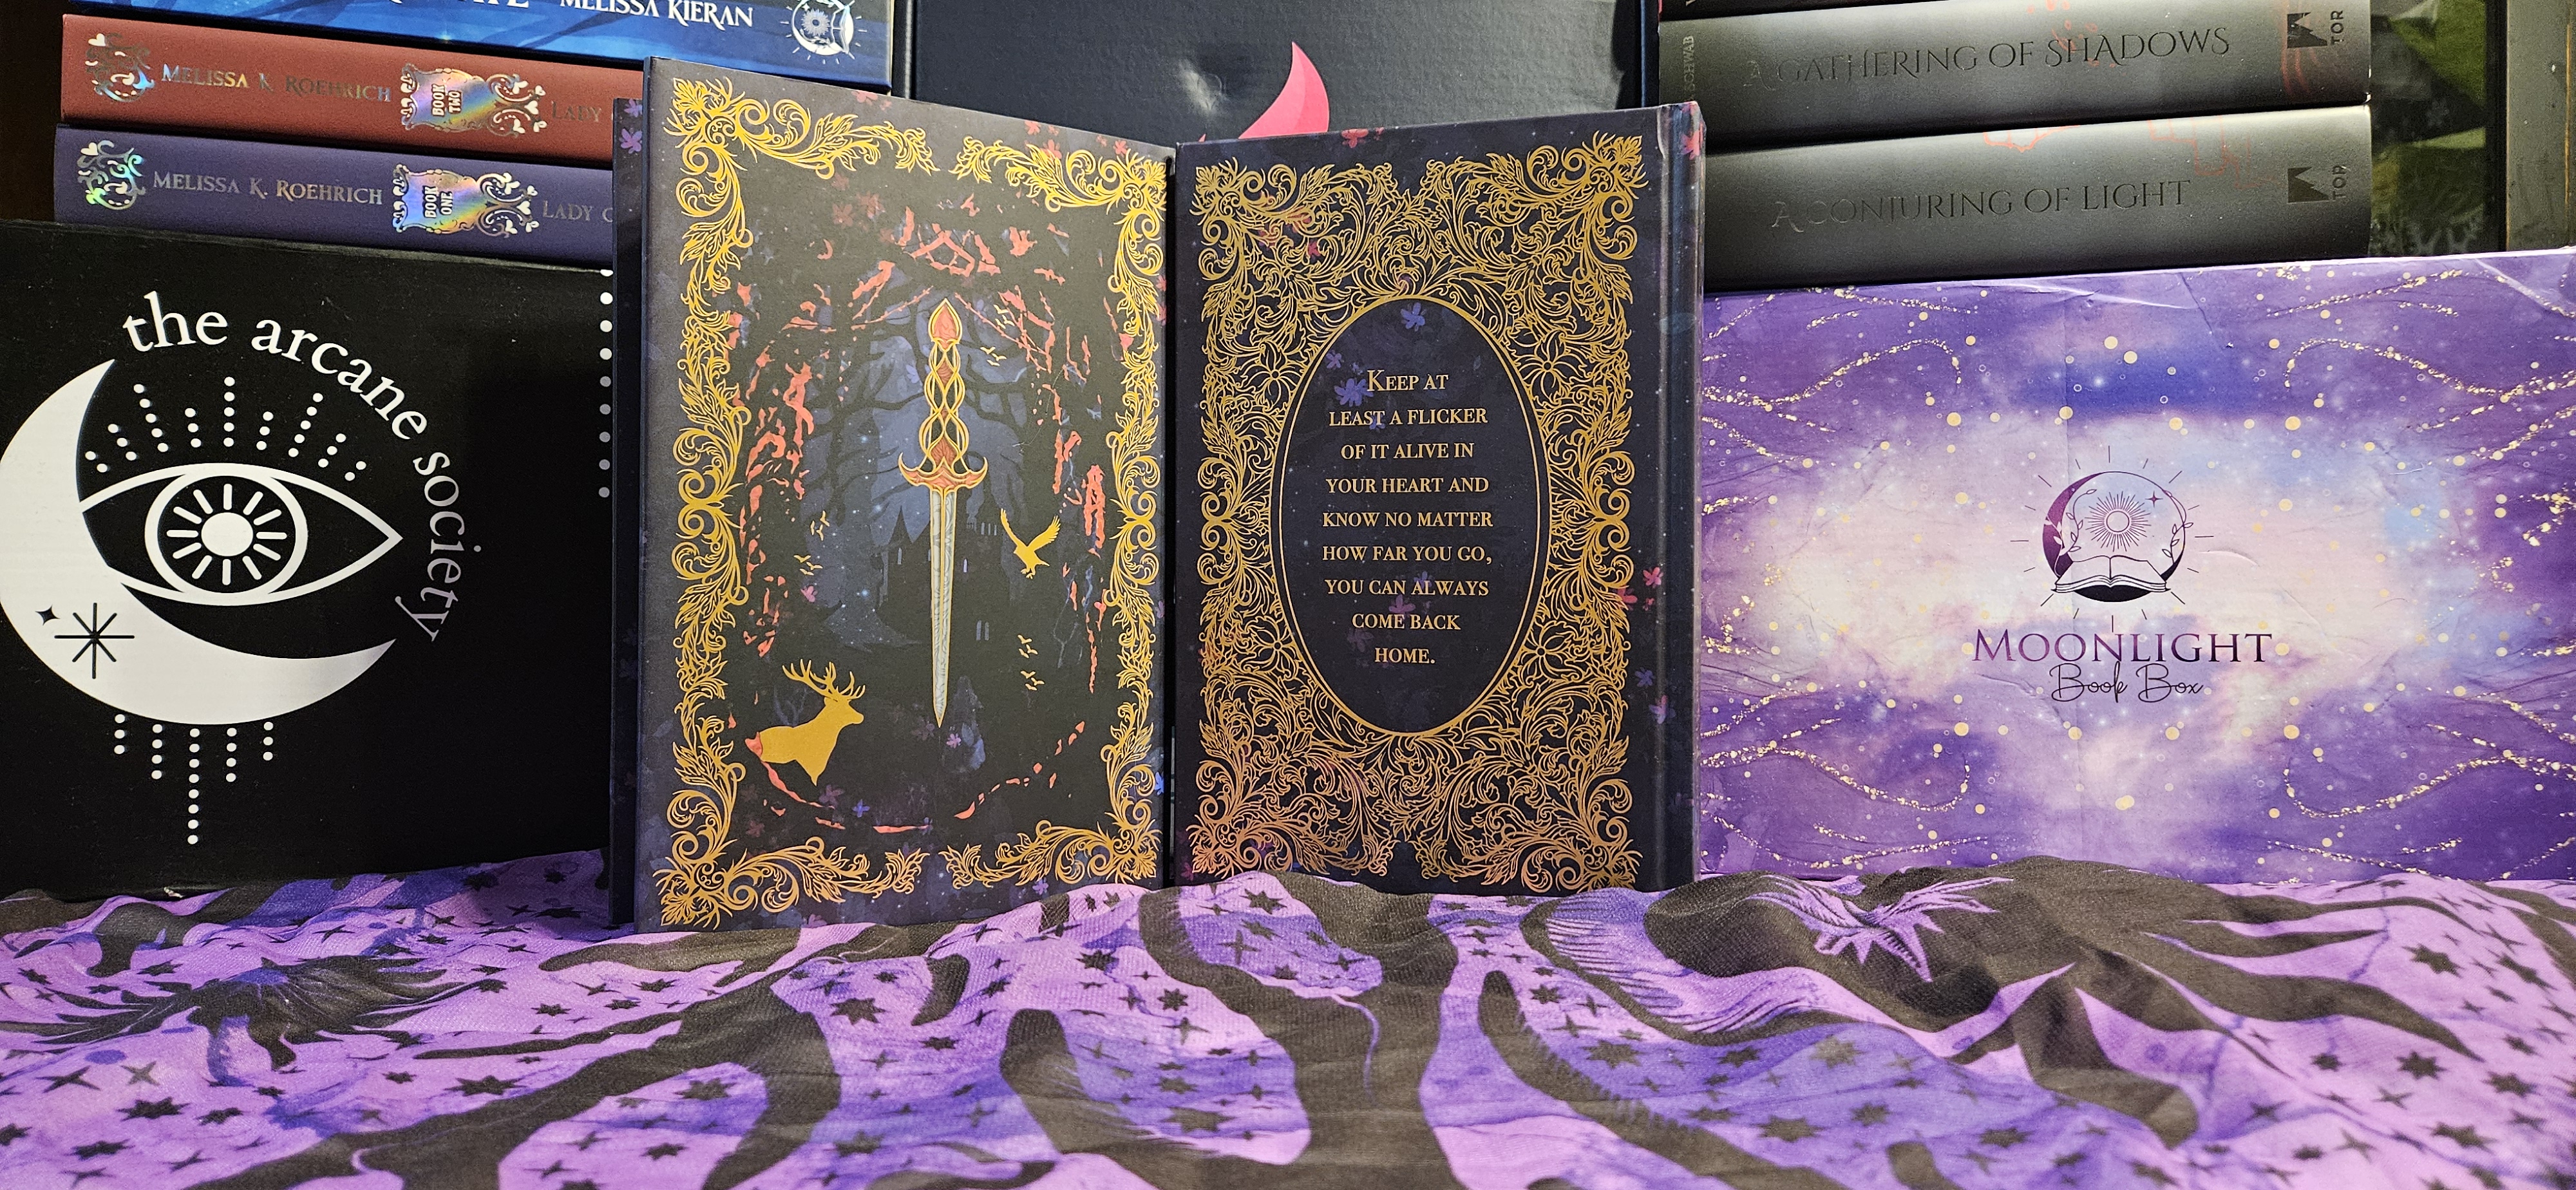 MELISSA KIERAN
MELISSA K. ROEHRICH
BOOK
TWO
LADY
MELISSA K. ROEHRICH
BOOK
ONE
LADY
the arcane society
KEEP AT
LEAST A FLICKER
OF IT ALIVE IN
YOUR HEART AND
KNOW NO MATTER
HOW FAR YOU GO,
YOU CAN ALWAYS
COME BACK
HOME.
SCHWAB
A GATHERING OF SHADOWS
TOR
A CONJURING OF LIGHT
TOR
MOONLIGHT
Book Box